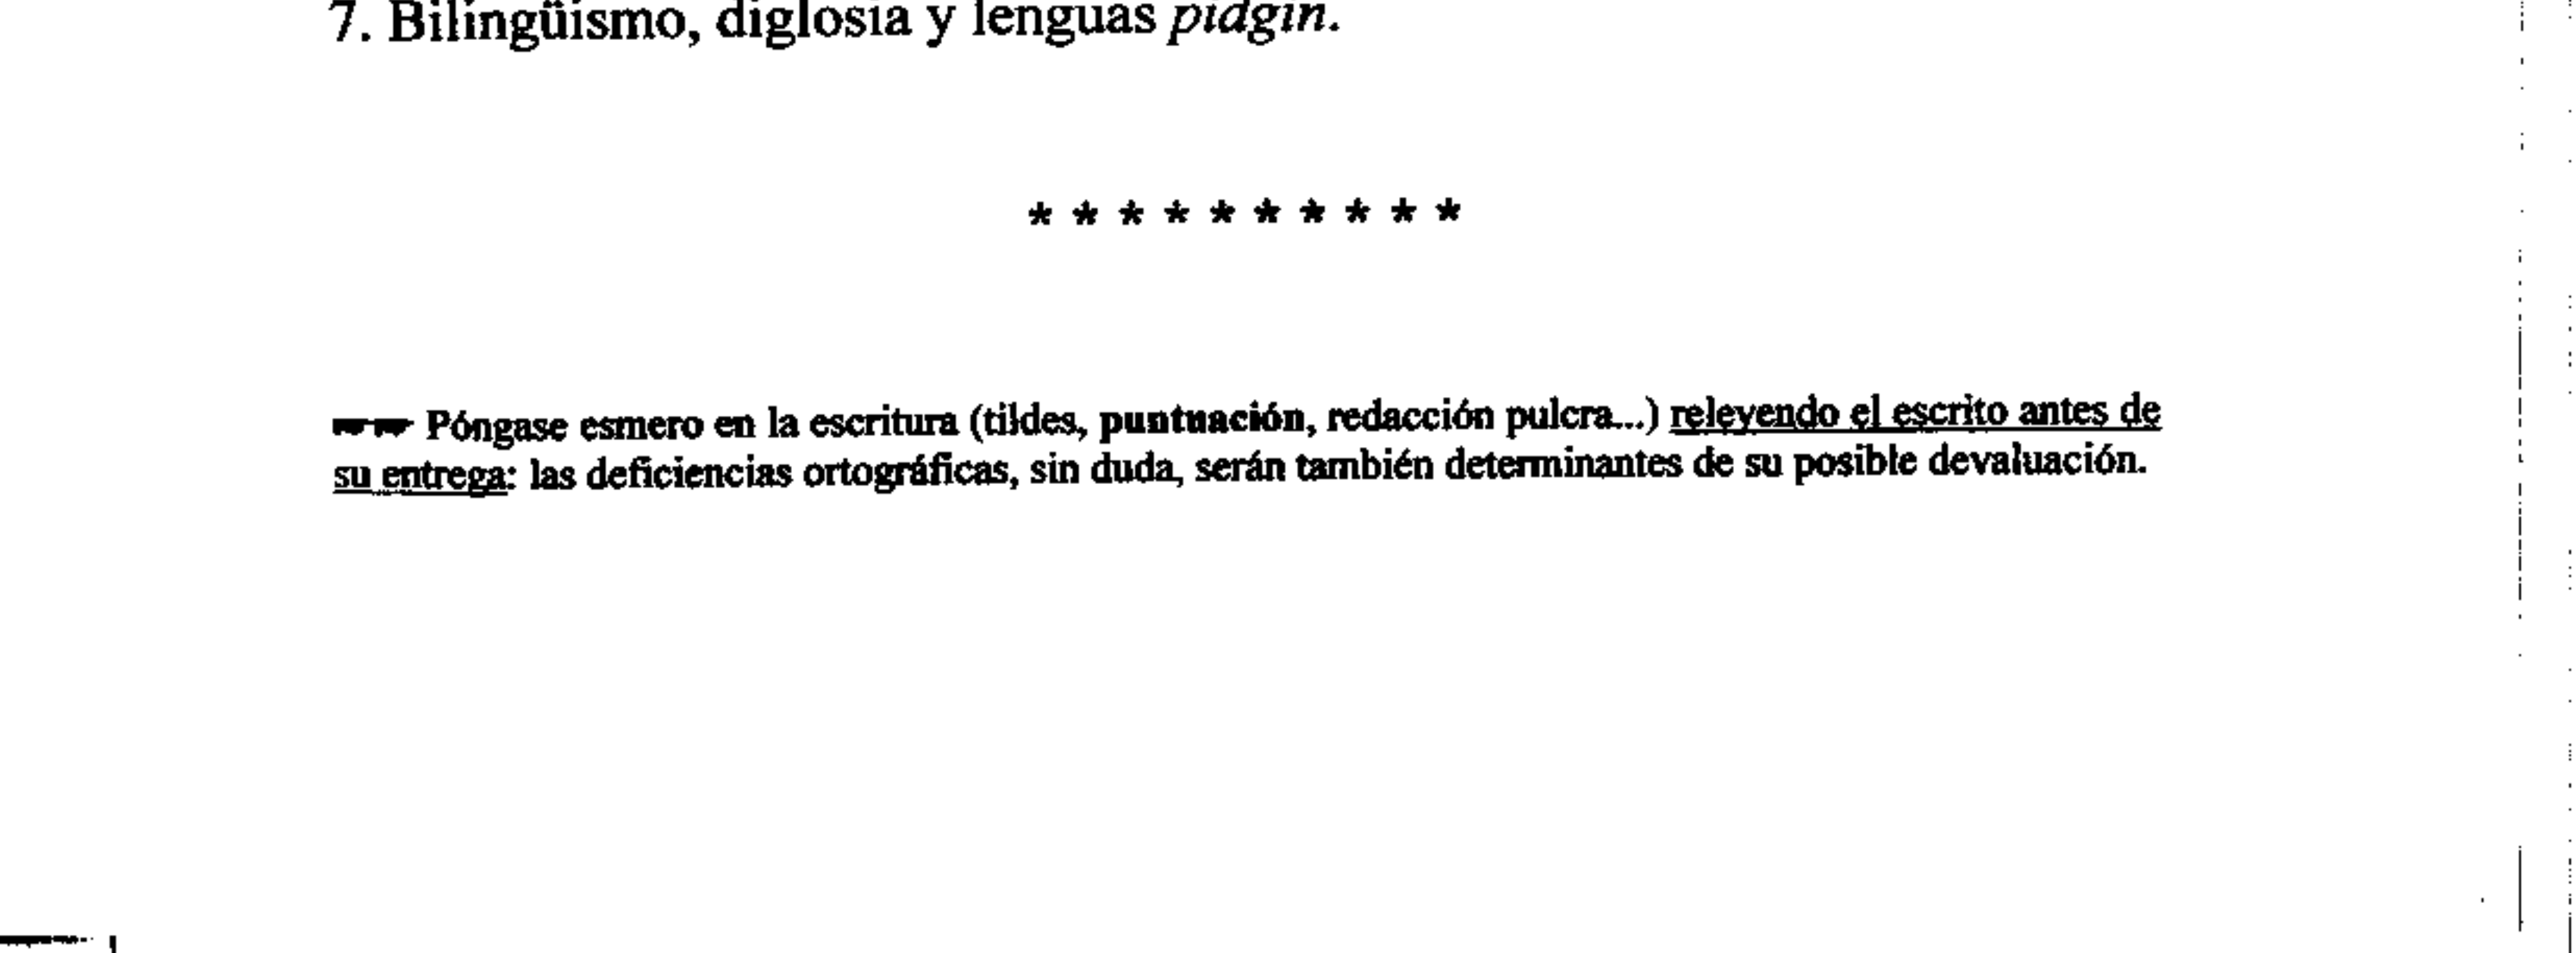 7. Bilingüismo, diglosia y lenguas pidgin.
* * * * * * * * * *
Póngase esmero en la escritura (tildes, puntuación, redacción pulcra...) releyendo el escrito antes de
su entrega: las deficiencias ortográficas, sin duda, serán también determinantes de su posible devaluación.